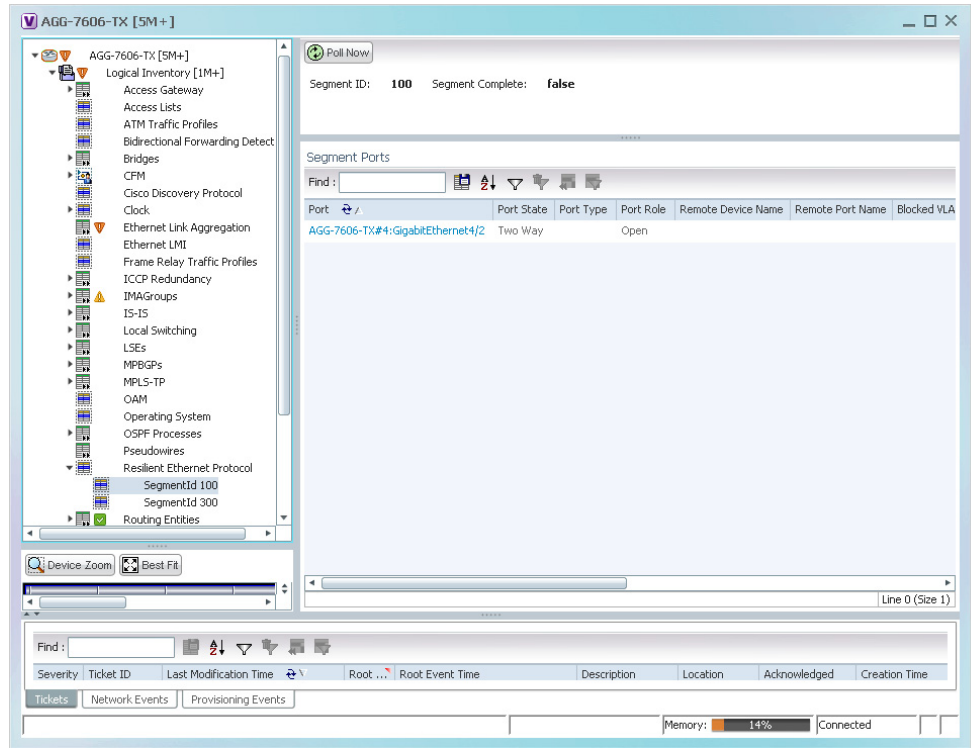 AGG-7606-TX [5M+]
AGG-7606-TX [5M+]
Logical Inventory [1M+]
Access Gateway
Access Lists
ATM Traffic Profiles
Bidirectional Forwarding Detect
Bridges
CFM
Cisco Discovery Protocol
Clock
Ethernet Link Aggregation
Ethernet LMI
Frame Relay Traffic Profiles
ICCP Redundancy
IMAGroups
IS-IS
Local Switching
LSEs
MPBGPs
MPLS-TP
OAM
Operating System
OSPF Processes
Pseudowires
Resilient Ethernet Protocol
SegmentId 100
SegmentId 300
Routing Entities
Device Zoom Best Fit
Poll Now
Segment ID: 100 Segment Complete: false
Segment Ports
Find :
Port Port State Port Type Port Role Remote Device Name Remote Port Name Blocked VLA
AGG-7606-TX#4:GigabitEthernet4/2 Two Way Open
Line 0 (Size 1)
Find :
Severity Ticket ID Last Modification Time Root ... Root Event Time Description Location Acknowledged Creation Time
Tickets Network Events Provisioning Events
Memory: 14% Connected